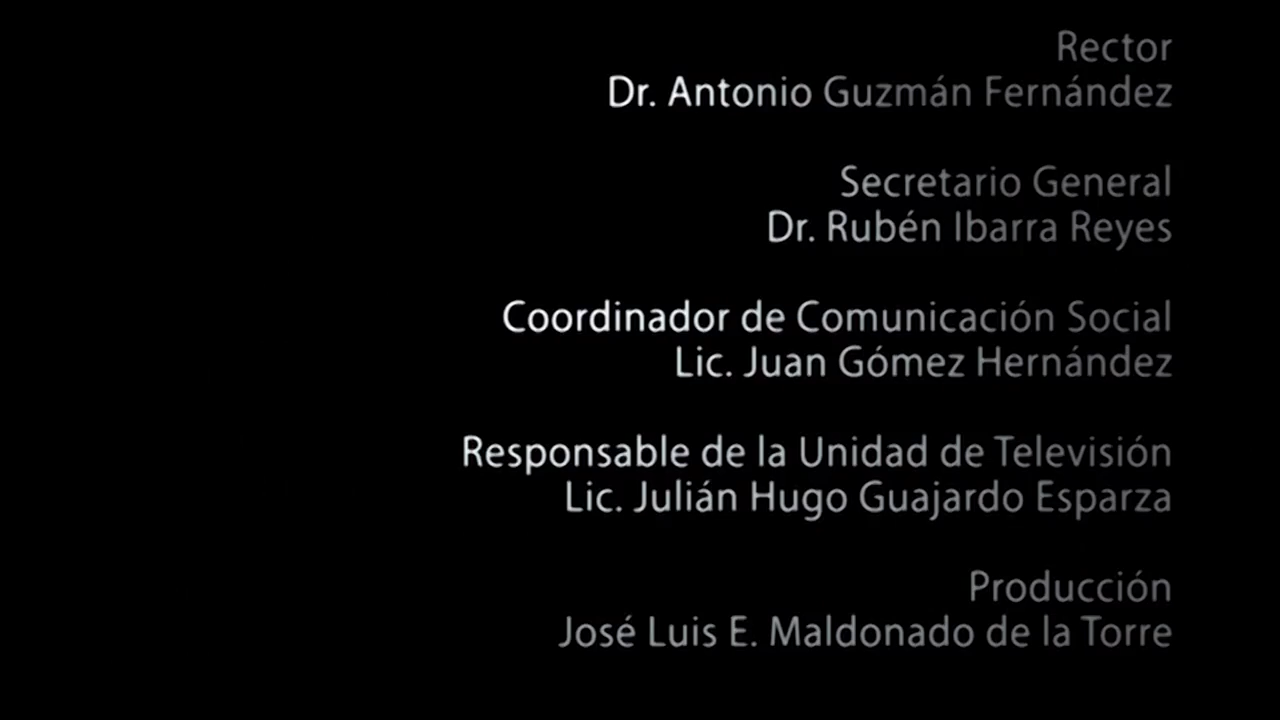 Rector
Dr. Antonio Guzmán Fernández
Secretario General
Dr. Rubén Ibarra Reyes
Coordinador de Comunicación Social
Lic. Juan Gómez Hernández
Responsable de la Unidad de Televisión
Lic. Julián Hugo Guajardo Esparza
Producción
José Luis E. Maldonado de la Torre